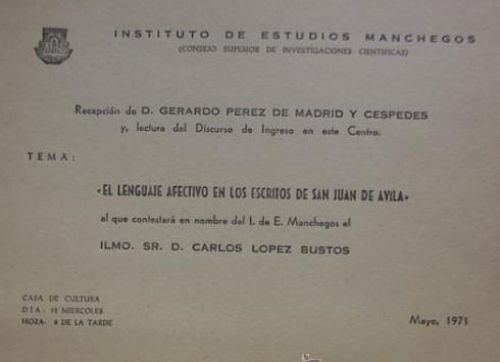 INSTITUTO DE ESTUDIOS MANCHEGOS
(CONSEJO SUPERIOR DE INVESTIGACIONES CIENTIFICAS)
Recepción de D. GERARDO PEREZ DE MADRID Y CESPEDES
y, lectura del Discurso de Ingreso en este Centro.
TEMA:
«EL LENGUAJE AFECTIVO EN LOS ESCRITOS DE SAN JUAN DE AVILA»
al que contestará en nombre del I. de E. Manchegos el
ILMO. SR. D. CARLOS LOPEZ BUSTOS
CASA DE CULTURA
DIA: 12 MIERCOLES
HORA: 8 DE LA TARDE
Mayo, 1971